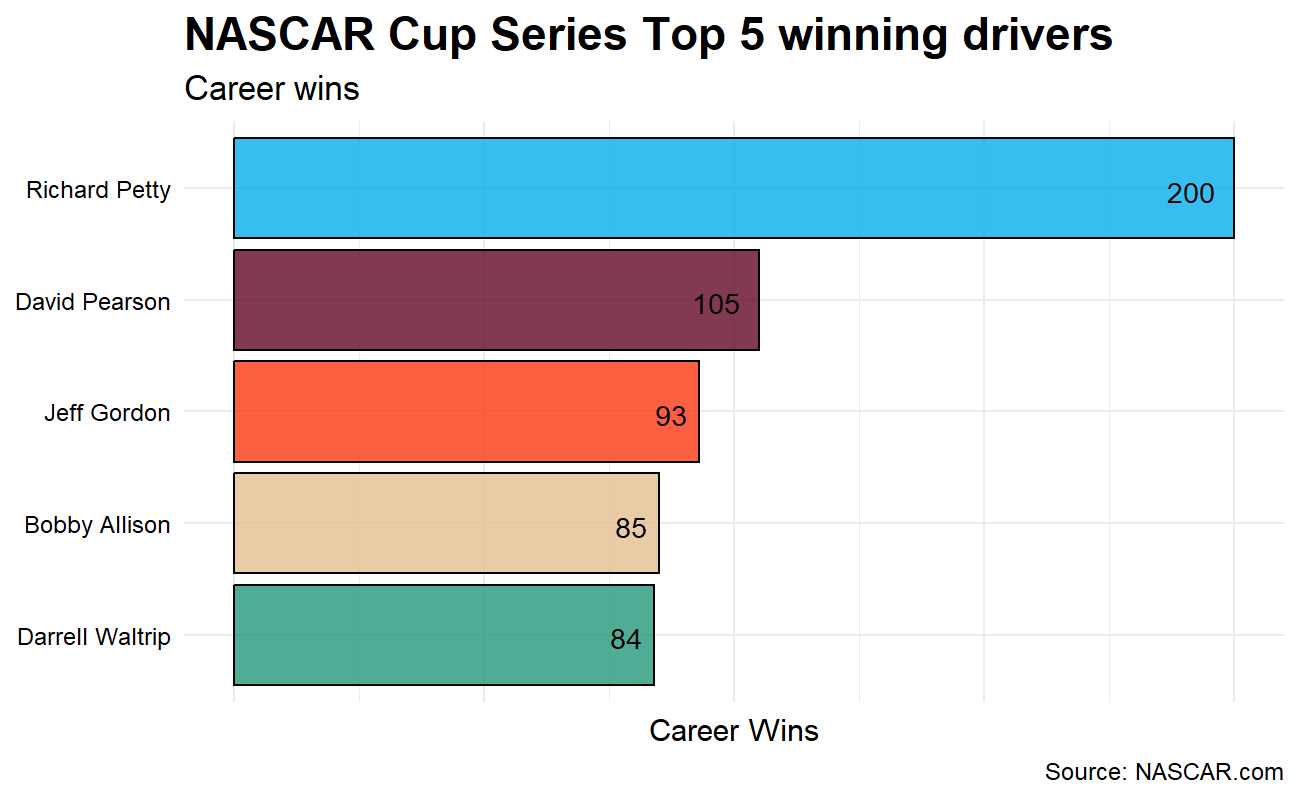 NASCAR Cup Series Top 5 winning drivers
Career wins
Richard Petty
200
David Pearson
105
Jeff Gordon
93
Bobby Allison
85
Darrell Waltrip
84
Career Wins
Source: NASCAR.com